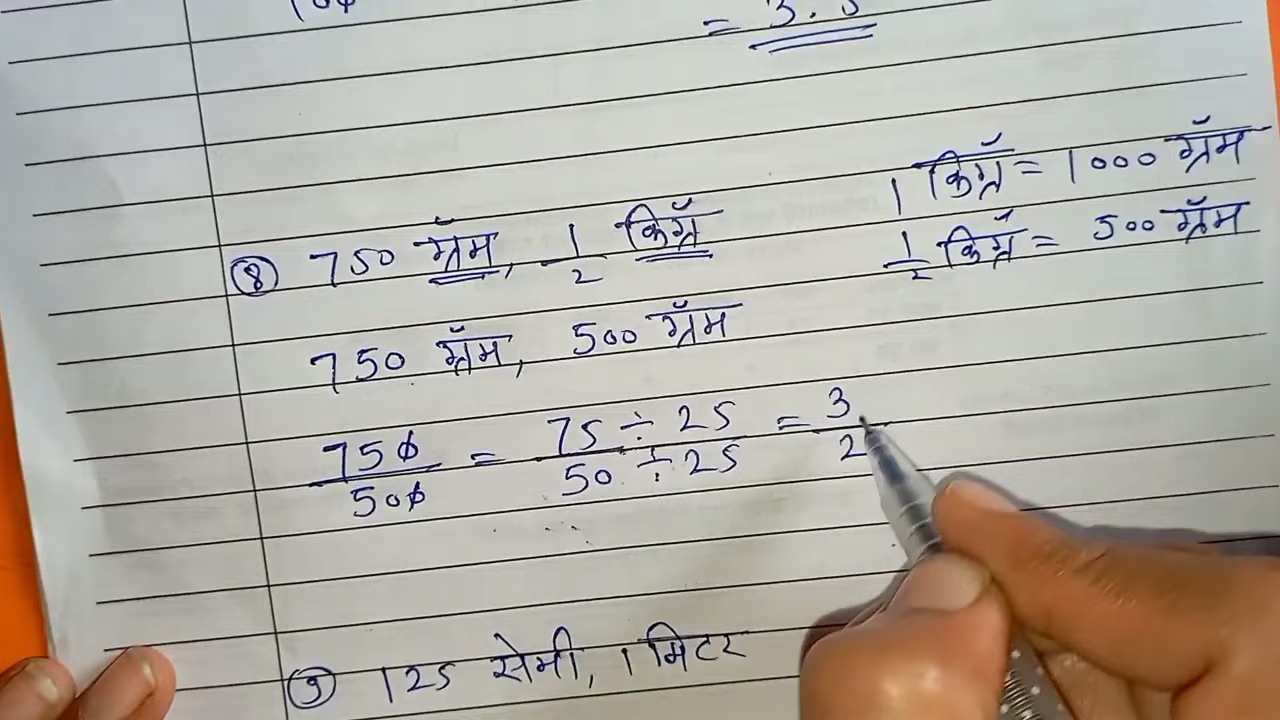 = 3.5
1 किग्रॅ = 1000 ग्रॅम
⑧ 750 ग्रॅम, 1/2 किग्रॅ
1/2 किग्रॅ = 500 ग्रॅम
750 ग्रॅम, 500 ग्रॅम
750/500 = 75 ÷ 25/50 ÷ 25 = 3/2
⑨ 125 सेमी, 1 मिटर